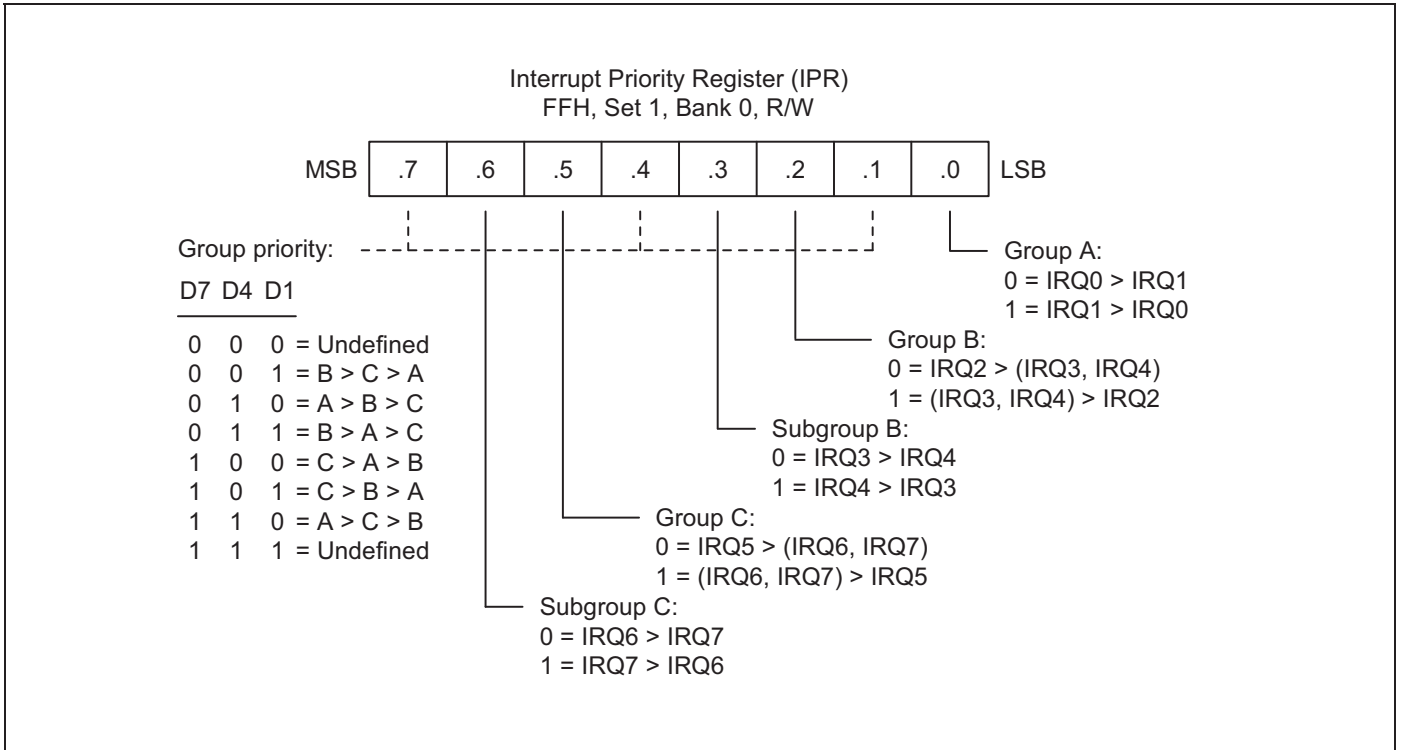 Interrupt Priority Register (IPR)
FFH, Set 1, Bank 0, R/W
MSB .7 .6 .5 .4 .3 .2 .1 .0 LSB
Group priority:
D7 D4 D1
0 0 0 = Undefined
0 0 1 = B > C > A
0 1 0 = A > B > C
0 1 1 = B > A > C
1 0 0 = C > A > B
1 0 1 = C > B > A
1 1 0 = A > C > B
1 1 1 = Undefined
Group A:
0 = IRQ0 > IRQ1
1 = IRQ1 > IRQ0
Group B:
0 = IRQ2 > (IRQ3, IRQ4)
1 = (IRQ3, IRQ4) > IRQ2
Subgroup B:
0 = IRQ3 > IRQ4
1 = IRQ4 > IRQ3
Group C:
0 = IRQ5 > (IRQ6, IRQ7)
1 = (IRQ6, IRQ7) > IRQ5
Subgroup C:
0 = IRQ6 > IRQ7
1 = IRQ7 > IRQ6